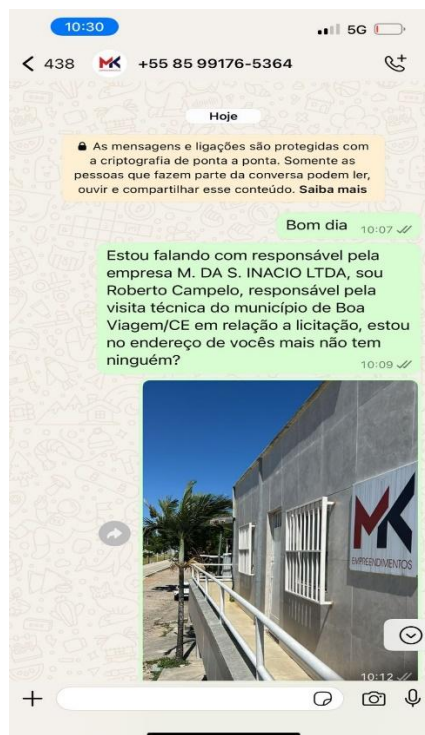 10:30
5G
438
MK
+55 85 99176-5364
Hoje
As mensagens e ligações são protegidas com
a criptografia de ponta a ponta. Somente as
pessoas que fazem parte da conversa podem ler,
ouvir e compartilhar esse conteúdo. Saiba mais
Bom dia 10:07
Estou falando com responsável pela
empresa M. DA S. INACIO LTDA, sou
Roberto Campelo, responsável pela
visita técnica do município de Boa
Viagem/CE em relação a licitação, estou
no endereço de vocês mais não tem
ninguém?
10:09
MK
EMPREENDIMENTOS
10:12